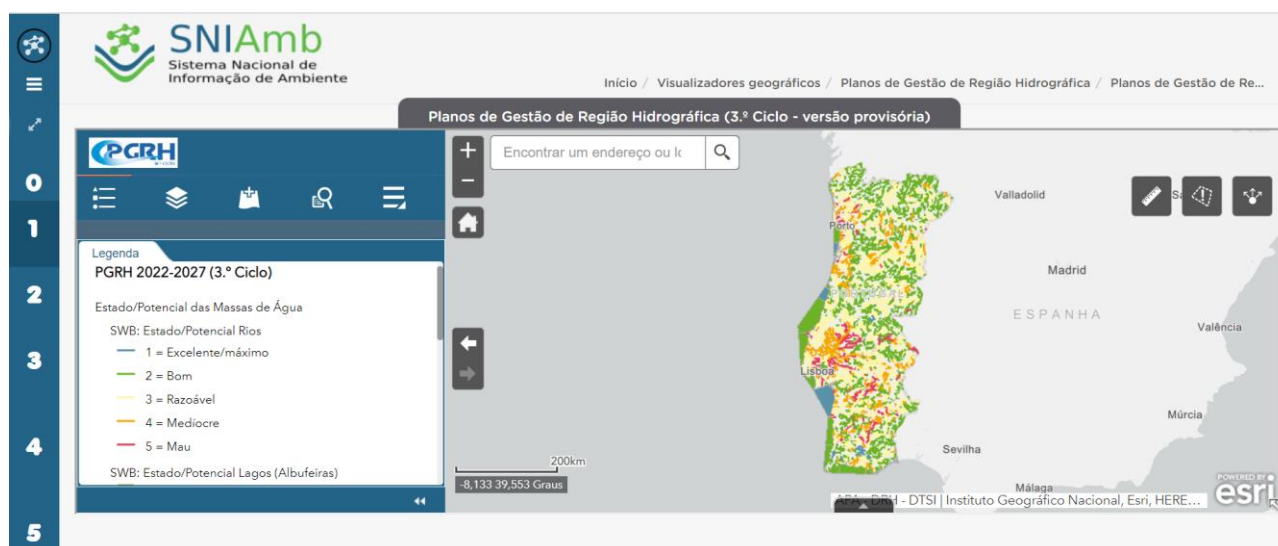 SNIAmb
Sistema Nacional de
Informação de Ambiente
Início / Visualizadores geográficos / Planos de Gestão de Região Hidrográfica / Planos de Gestão de Re...
Planos de Gestão de Região Hidrográfica (3.º Ciclo - versão provisória)
0
1
2
3
4
5
PGRH
Legenda
PGRH 2022-2027 (3.º Ciclo)
Estado/Potencial das Massas de Água
SWB: Estado/Potencial Rios
1 = Excelente/máximo
2 = Bom
3 = Razoável
4 = Medíocre
5 = Mau
SWB: Estado/Potencial Lagos (Albufeiras)
+
−
Encontrar um endereço ou lo
Valladolid
Porto
Madrid
PORTUGAL
ESPANHA
Valência
Lisboa
Múrcia
Sevilha
Málaga
200km
-8,133 39,553 Graus
APA - DRH - DTSI | Instituto Geográfico Nacional, Esri, HERE...
POWERED BY
esri